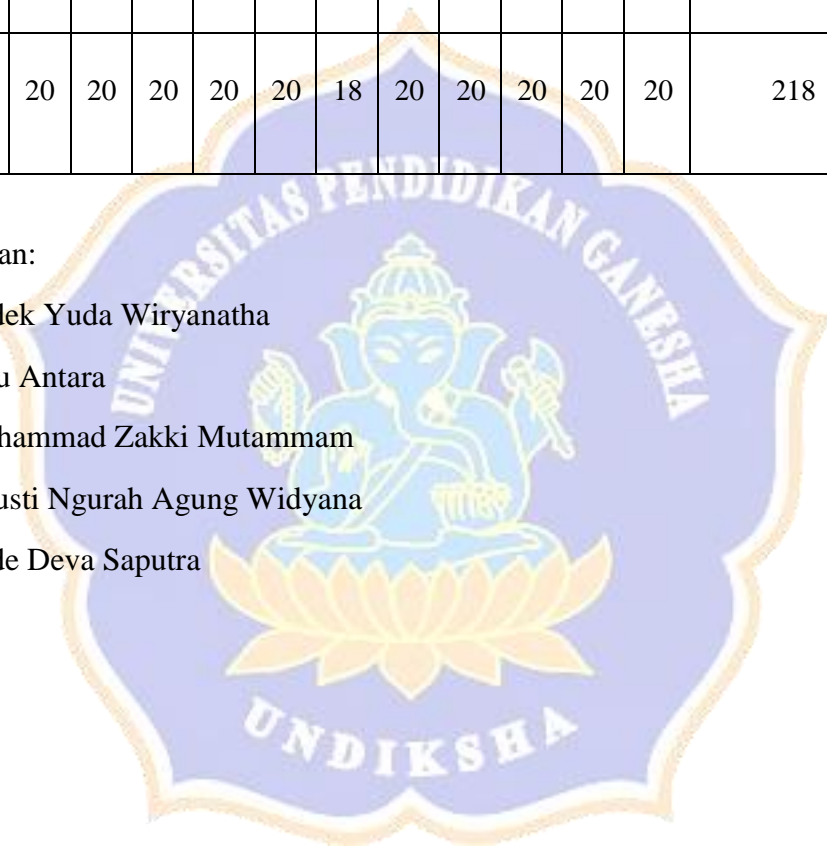 20 20 20 20 20 18 20 20 20 20 20 218
UNIVERSITAS PENDIDIKAN GANESHA
an:
lek Yuda Wiryanatha
u Antara
hammad Zakki Mutammam
usti Ngurah Agung Widyana
de Deva Saputra
UNDIKSHA